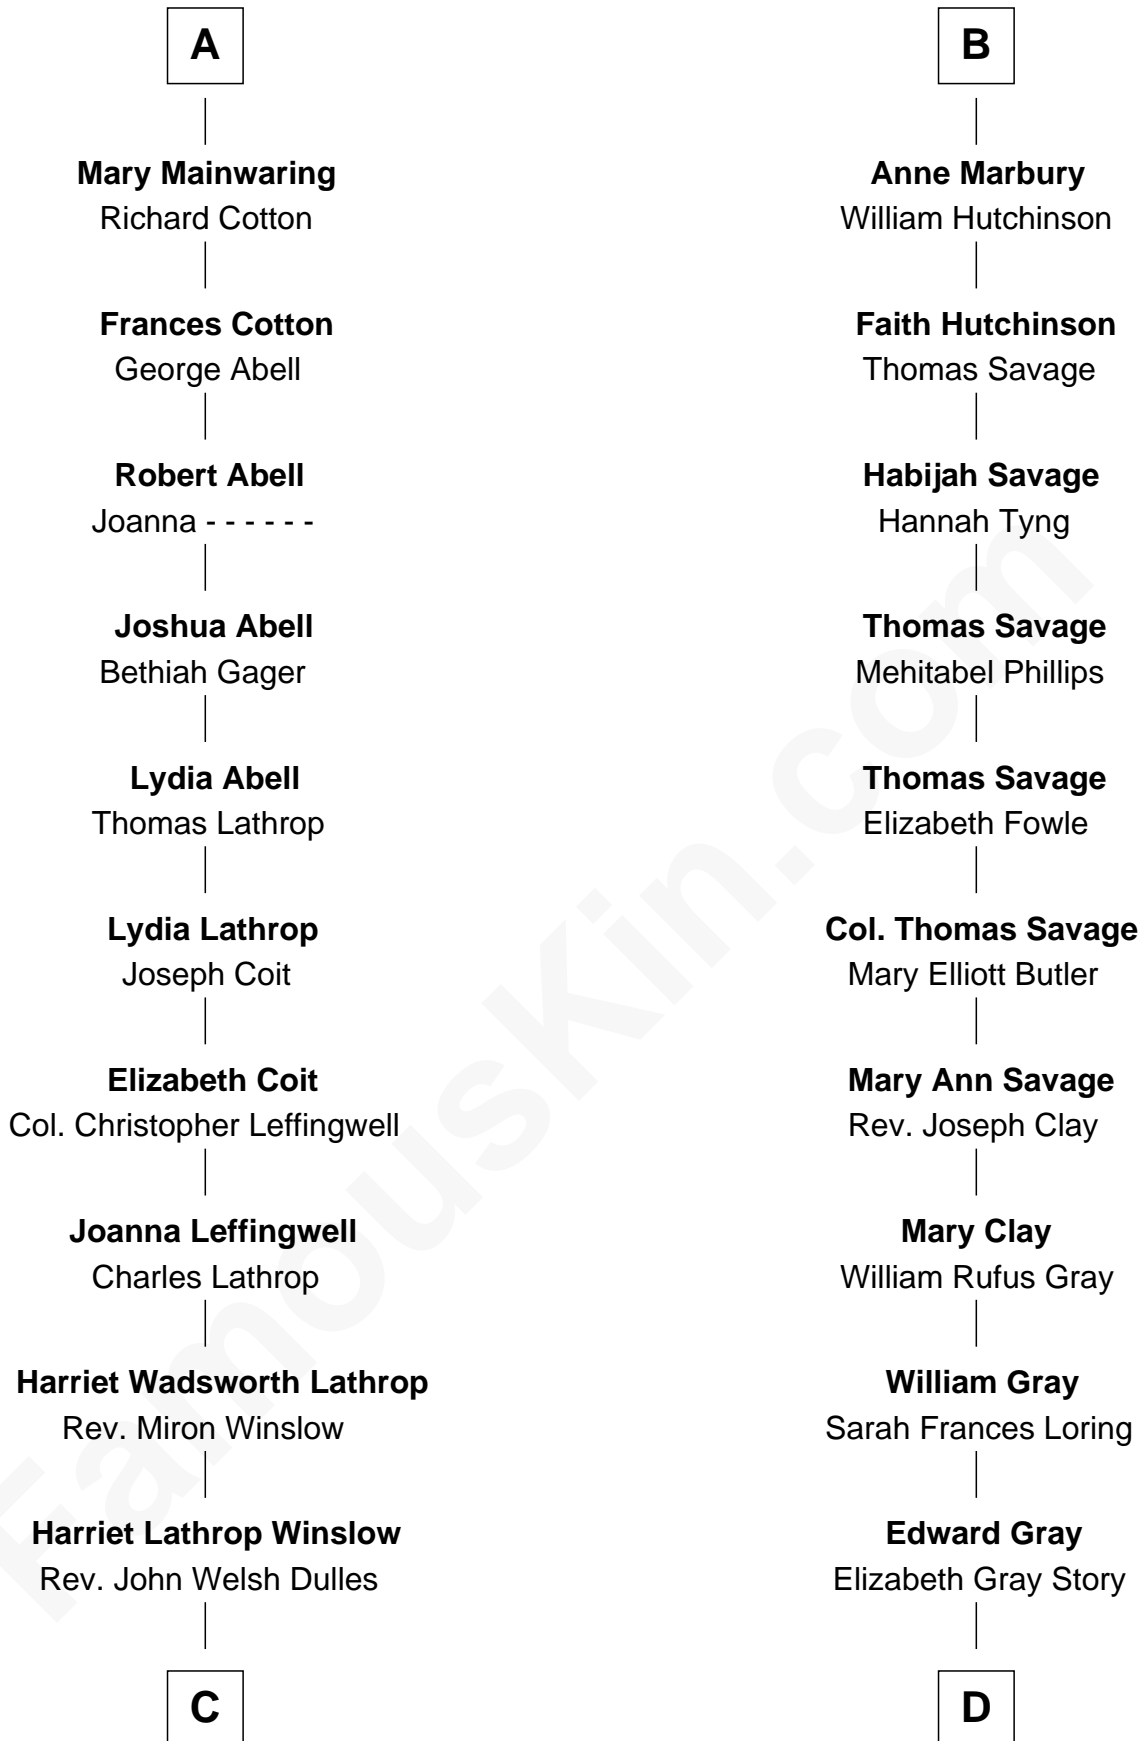 A
Mary Mainwaring
Richard Cotton
Frances Cotton
George Abell
Robert Abell
Joanna - - - - - -
Joshua Abell
Bethiah Gager
Lydia Abell
Thomas Lathrop
Lydia Lathrop
Joseph Coit
Elizabeth Coit
Col. Christopher Leffingwell
Joanna Leffingwell
Charles Lathrop
Harriet Wadsworth Lathrop
Rev. Miron Winslow
Harriet Lathrop Winslow
Rev. John Welsh Dulles
C
B
Anne Marbury
William Hutchinson
Faith Hutchinson
Thomas Savage
Habijah Savage
Hannah Tyng
Thomas Savage
Mehitabel Phillips
Thomas Savage
Elizabeth Fowle
Col. Thomas Savage
Mary Elliott Butler
Mary Ann Savage
Rev. Joseph Clay
Mary Clay
William Rufus Gray
William Gray
Sarah Frances Loring
Edward Gray
Elizabeth Gray Story
D
FamousKin.com